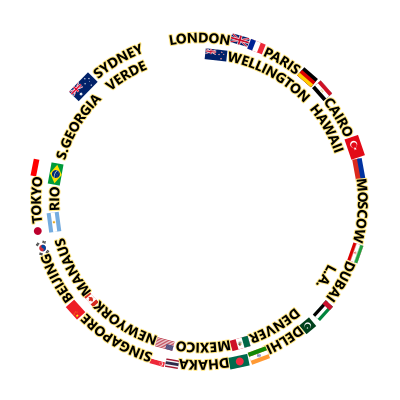 LONDON
PARIS
CAIRO
MOSCOW
DUBAI
DELHI
DHAKA
SINGAPORE
BEIJING
TOKYO
S.GEORGIA
VERDE
SYDNEY
WELLINGTON
HAWAII
L.A.
DENVER
MEXICO
NEWYORK
MANAUS
RIO